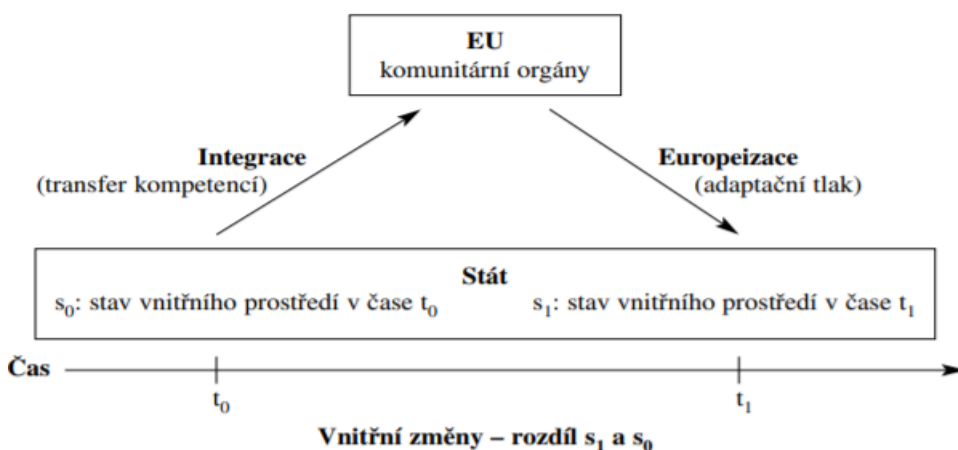 EU
komunitární orgány
Integrace
(transfer kompetencí)
Europeizace
(adaptační tlak)
Stát
s₀: stav vnitřního prostředí v čase t₀
s₁: stav vnitřního prostředí v čase t₁
Čas
t₀
t₁
Vnitřní změny – rozdíl s₁ a s₀